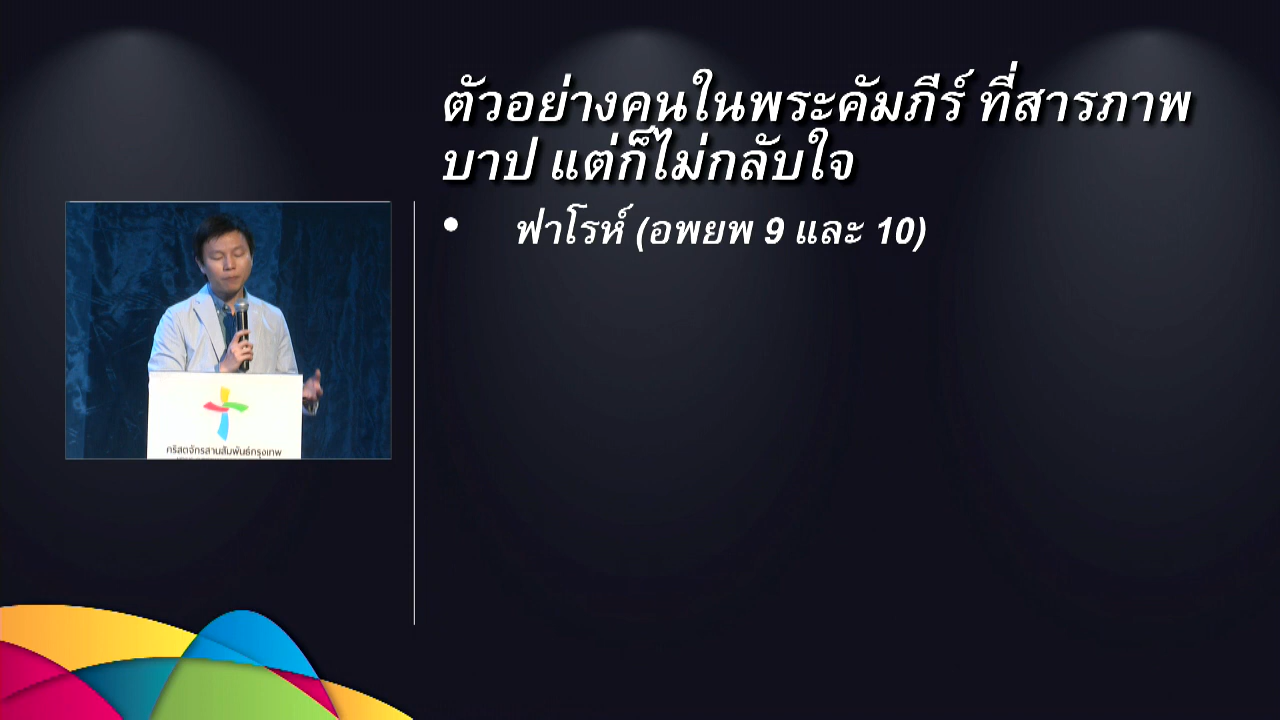 ตัวอย่างคนในพระคัมภีร์ ที่สารภาพ
บาป แต่ก็ไม่กลับใจ
• ฟาโรห์ (อพยพ 9 และ 10)
คริสตจักรสานสัมพันธ์กรุงเทพ